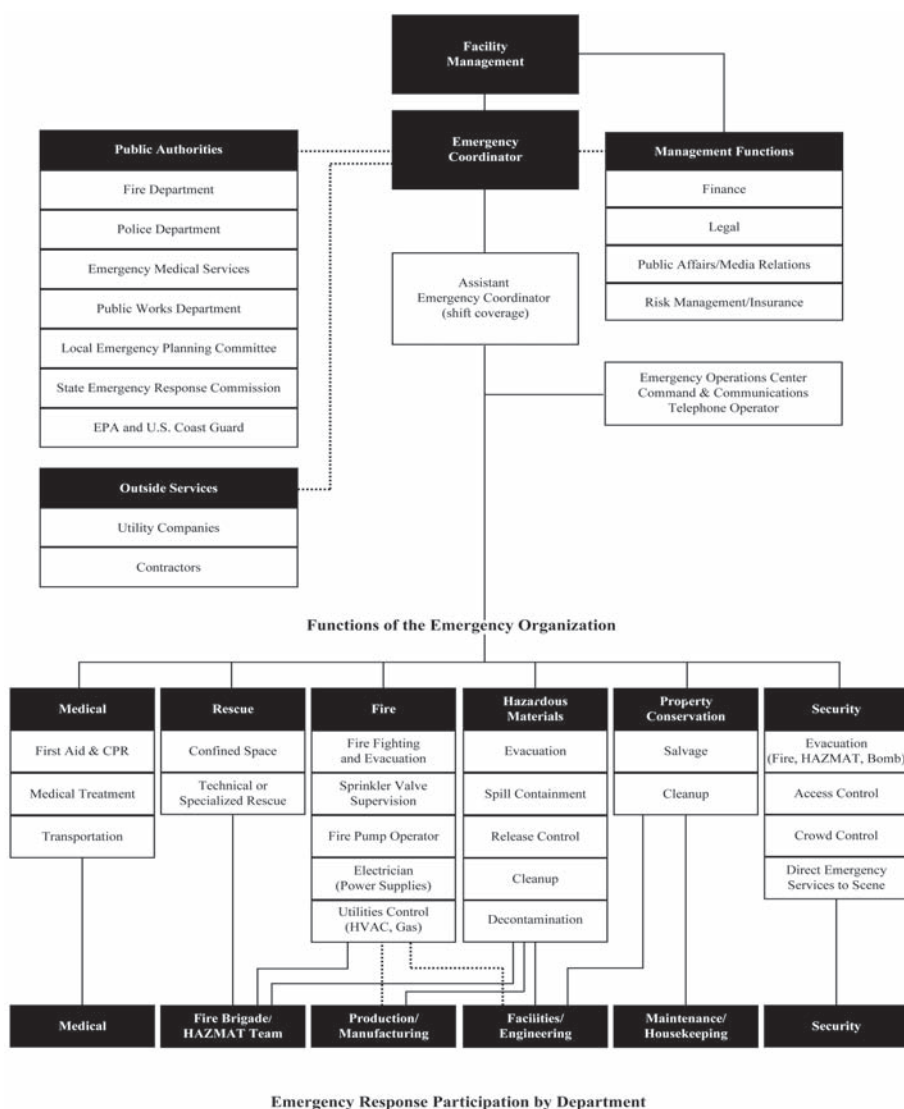 Facility
Management
Emergency
Coordinator
Public Authorities
Fire Department
Police Department
Emergency Medical Services
Public Works Department
Local Emergency Planning Committee
State Emergency Response Commission
EPA and U.S. Coast Guard
Management Functions
Finance
Legal
Public Affairs/Media Relations
Risk Management/Insurance
Assistant
Emergency Coordinator
(shift coverage)
Emergency Operations Center
Command & Communications
Telephone Operator
Outside Services
Utility Companies
Contractors
Functions of the Emergency Organization
Medical
First Aid & CPR
Medical Treatment
Transportation
Rescue
Confined Space
Technical or
Specialized Rescue
Fire
Fire Fighting
and Evacuation
Sprinkler Valve
Supervision
Fire Pump Operator
Electrician
(Power Supplies)
Utilities Control
(HVAC, Gas)
Hazardous
Materials
Evacuation
Spill Containment
Release Control
Cleanup
Decontamination
Property
Conservation
Salvage
Cleanup
Security
Evacuation
(Fire, HAZMAT, Bomb)
Access Control
Crowd Control
Direct Emergency
Services to Scene
Medical
Fire Brigade/
HAZMAT Team
Production/
Manufacturing
Facilities/
Engineering
Maintenance/
Housekeeping
Security
Emergency Response Participation by Department